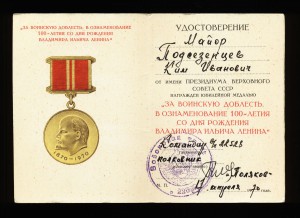 "ЗА ВОИНСКУЮ ДОБЛЕСТЬ.
В ОЗНАМЕНОВАНИЕ
100-ЛЕТИЯ СО ДНЯ РОЖДЕНИЯ
ВЛАДИМИРА ИЛЬИЧА ЛЕНИНА"
1870-1970
УДОСТОВЕРЕНИЕ
Майор
Подлезенцев
Ким Иванович
от имени ПРЕЗИДИУМА ВЕРХОВНОГО
СОВЕТА СССР
НАГРАЖДЕН ЮБИЛЕЙНОЙ МЕДАЛЬЮ
"ЗА ВОИНСКУЮ ДОБЛЕСТЬ.
В ОЗНАМЕНОВАНИЕ 100-ЛЕТИЯ
СО ДНЯ РОЖДЕНИЯ
ВЛАДИМИРА ИЛЬИЧА ЛЕНИНА"
Командир в/ч
полковник
апреля